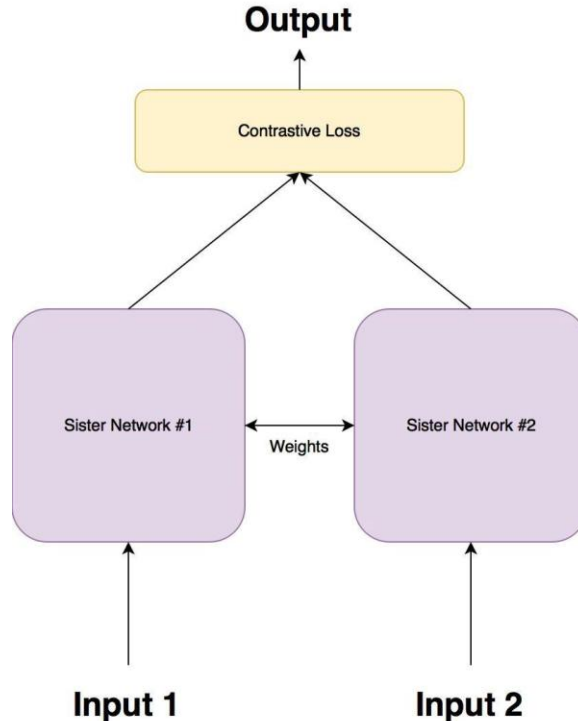 Output
Contrastive Loss
Sister Network #1
Weights
Sister Network #2
Input 1
Input 2